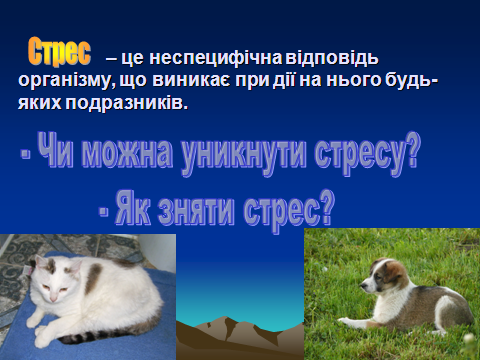 Стрес – це неспецифічна відповідь
організму, що виникає при дії на нього будь-
яких подразників.
- Чи можна уникнути стресу?
- Як зняти стрес?